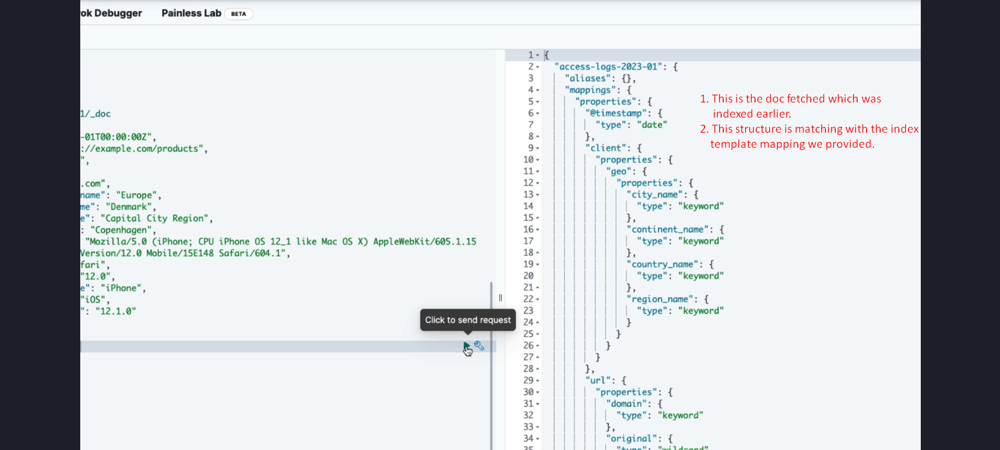 ok Debugger Painless Lab BETA
1/_doc
-01T00:00:00Z",
://example.com/products",
",
.com",
name": "Europe",
me": "Denmark",
e": "Capital City Region",
: "Copenhagen",
"Mozilla/5.0 (iPhone; CPU iPhone OS 12_1 like Mac OS X) AppleWebKit/605.1.15
Version/12.0 Mobile/15E148 Safari/604.1",
fari",
"12.0",
e": "iPhone",
"iOS",
": "12.1.0"
Click to send request
1 {
2 "access-logs-2023-01": {
3 "aliases": {},
4 "mappings": {
5 "properties": {
6 "@timestamp": {
7 "type": "date"
8 },
9 "client": {
10 "properties": {
11 "geo": {
12 "properties": {
13 "city_name": {
14 "type": "keyword"
15 },
16 "continent_name": {
17 "type": "keyword"
18 },
19 "country_name": {
20 "type": "keyword"
21 },
22 "region_name": {
23 "type": "keyword"
24 }
25 }
26 }
27 }
28 },
29 "url": {
30 "properties": {
31 "domain": {
32 "type": "keyword"
33 },
34 "original": {
35 "type": "wildcard"
1. This is the doc fetched which was
indexed earlier.
2. This structure is matching with the index
template mapping we provided.